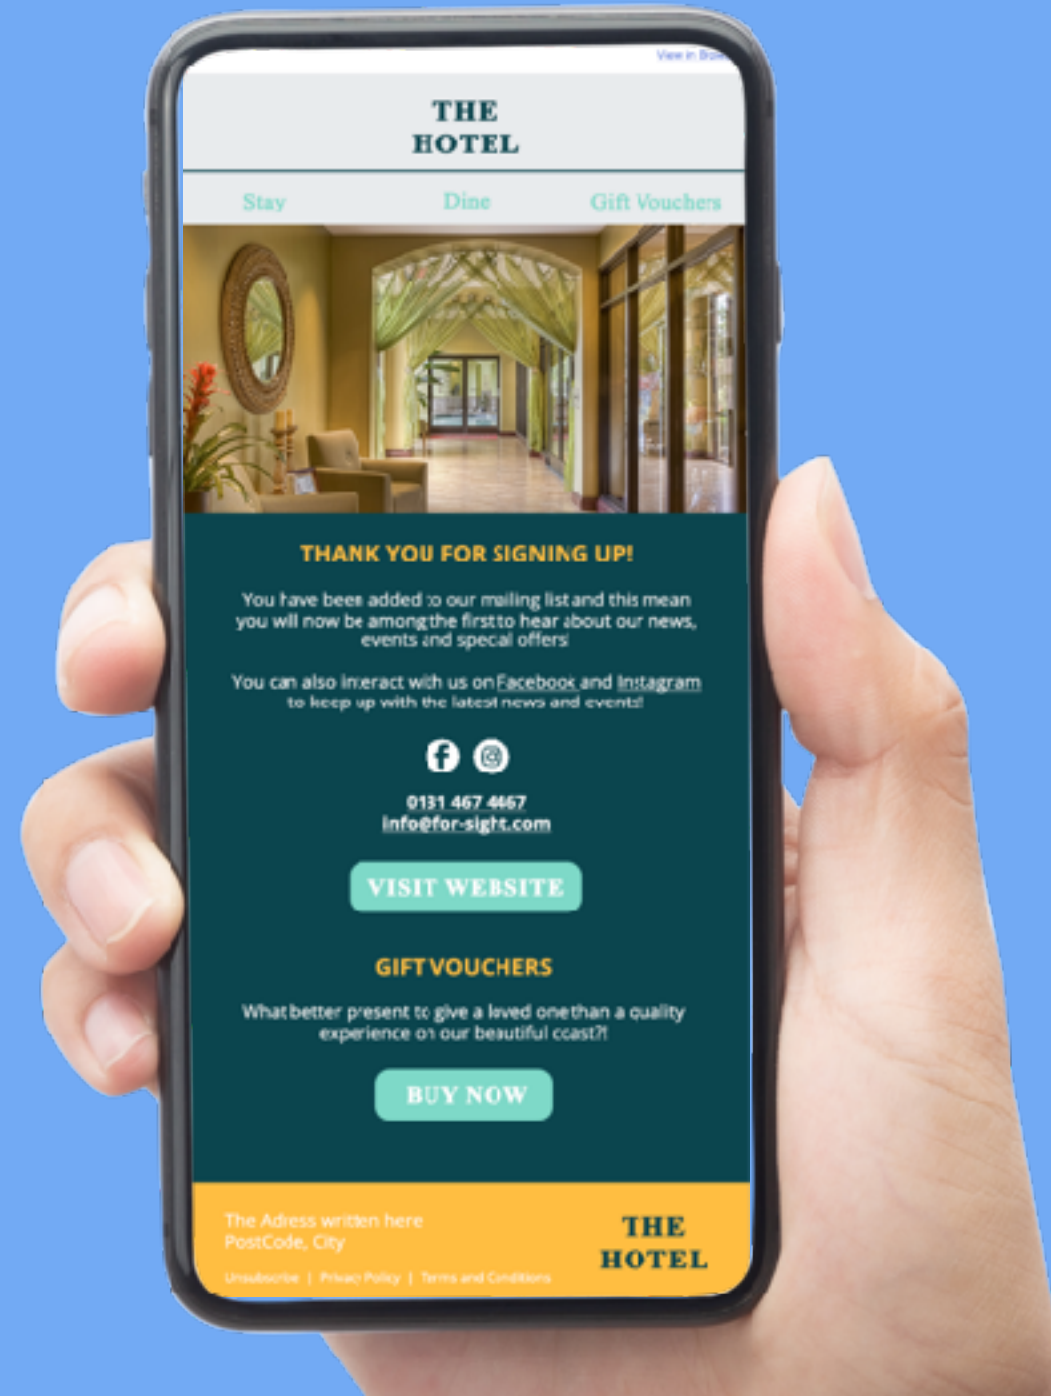 View in
THE
HOTEL
Stay Dine Gift Vouchers
THANK YOU FOR SIGNING UP!
You have been added to our mailing list and this mean
you will now be among the first to hear about our news,
events and special offers!
You can also interact with us on Facebook and Instagram
to keep up with the latest news and events!
0131 467 4467
info@for-sight.com
VISIT WEBSITE
GIFT VOUCHERS
What better present to give a loved one than a quality
experience on our beautiful coast?!
BUY NOW
The Adress written here
PostCode, City
Unsubscribe | Privacy Policy | Terms and Conditions
THE
HOTEL